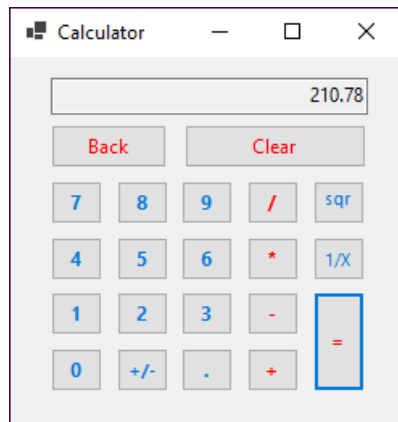 Calculator
210.78
Back Clear
7 8 9 / sqr
4 5 6 * 1/X
1 2 3 - =
0 +/- . +